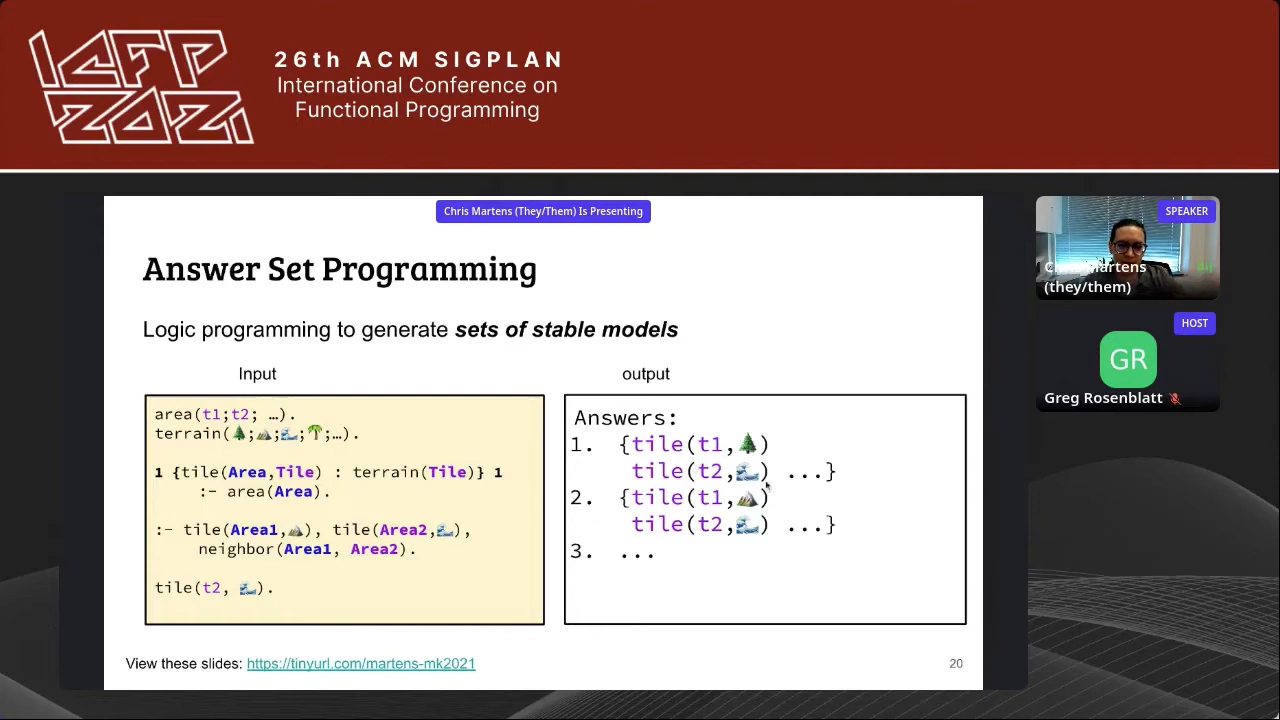 ICFP
2021
26th ACM SIGPLAN
International Conference on
Functional Programming
Chris Martens (They/Them) Is Presenting
Answer Set Programming
Logic programming to generate sets of stable models
Input
area(t1;t2; …).
terrain(🌲;⛰️;🌊;🌴;…).
1 {tile(Area,Tile) : terrain(Tile)} 1
:- area(Area).
:- tile(Area1,⛰️), tile(Area2,🌊),
neighbor(Area1, Area2).
tile(t2, 🌊).
output
Answers:
1. {tile(t1,🌲)
tile(t2,🌊) ...}
2. {tile(t1,⛰️)
tile(t2,🌊) ...}
3. ...
View these slides: https://tinyurl.com/martens-mk2021
20
SPEAKER
Chris Martens
(they/them)
HOST
GR
Greg Rosenblatt